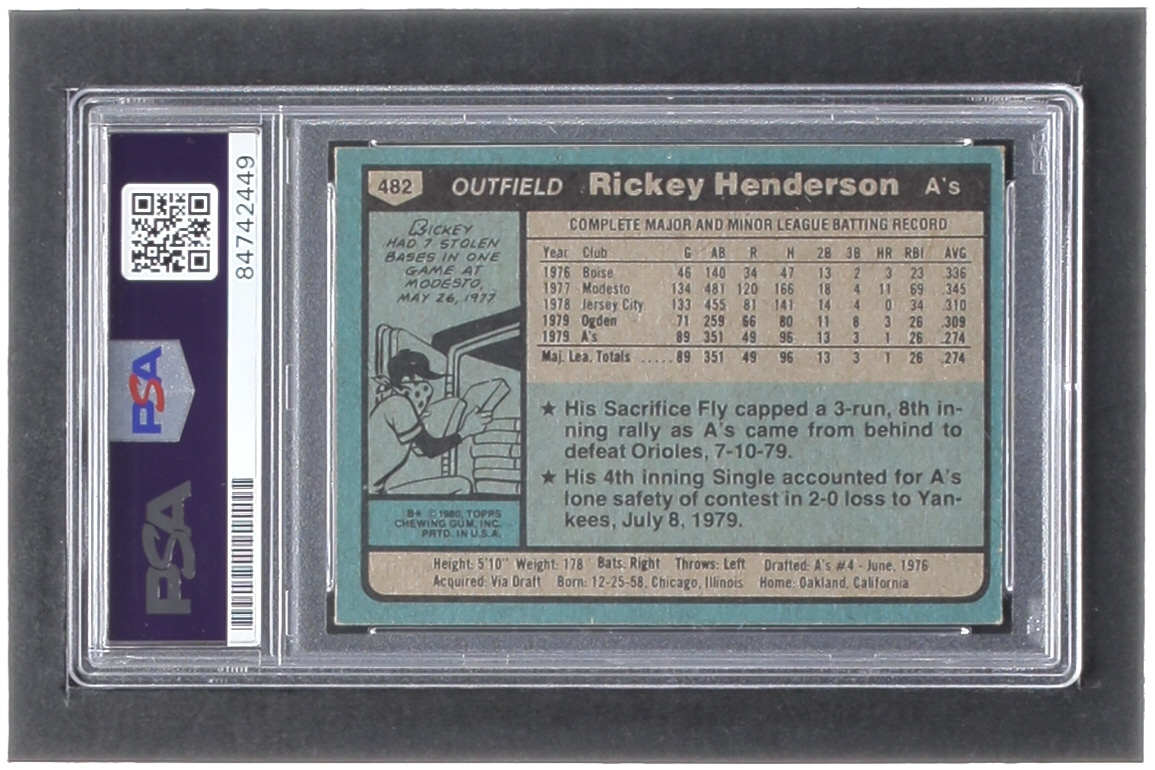 84742449
PSA
PSA
482 OUTFIELD Rickey Henderson A's
RICKEY
HAD 7 STOLEN
BASES IN ONE
GAME AT
MODESTO,
MAY 26, 1977
COMPLETE MAJOR AND MINOR LEAGUE BATTING RECORD
Year Club G AB R H 2B 3B HR RBI AVG
1976 Boise 46 140 34 47 13 2 3 23 .336
1977 Modesto 134 481 120 166 18 4 11 69 .345
1978 Jersey City 133 455 81 141 14 4 0 34 .310
1979 Ogden 71 259 66 80 11 8 3 26 .309
1979 A's 89 351 49 96 13 3 1 26 .274
Maj. Lea. Totals ..... 89 351 49 96 13 3 1 26 .274
★ His Sacrifice Fly capped a 3-run, 8th in-
ning rally as A's came from behind to
defeat Orioles, 7-10-79.
★ His 4th inning Single accounted for A's
lone safety of contest in 2-0 loss to Yan-
kees, July 8, 1979.
B* © 1980, TOPPS
CHEWING GUM, INC.
PRTD. IN U.S.A.
Height: 5'10" Weight: 178 Bats: Right Throws: Left Drafted: A's #4 - June, 1976
Acquired: Via Draft Born: 12-25-58, Chicago, Illinois Home: Oakland, California